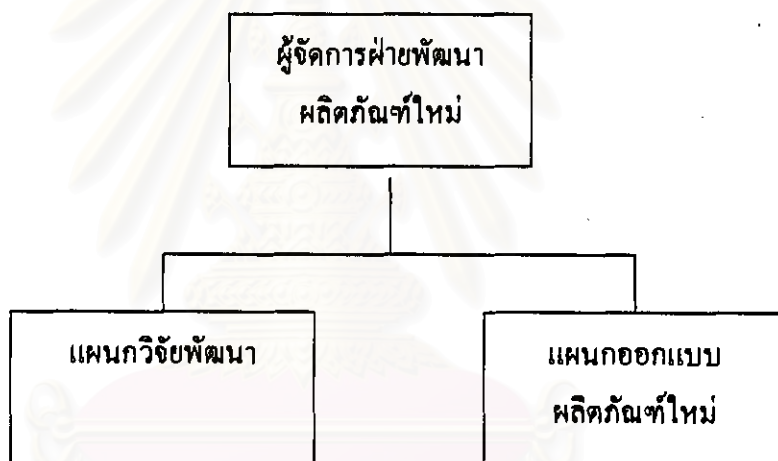 ผู้จัดการฝ่ายพัฒนา
ผลิตภัณฑ์ใหม่
แผนกวิจัยพัฒนา
แผนกออกแบบ
ผลิตภัณฑ์ใหม่